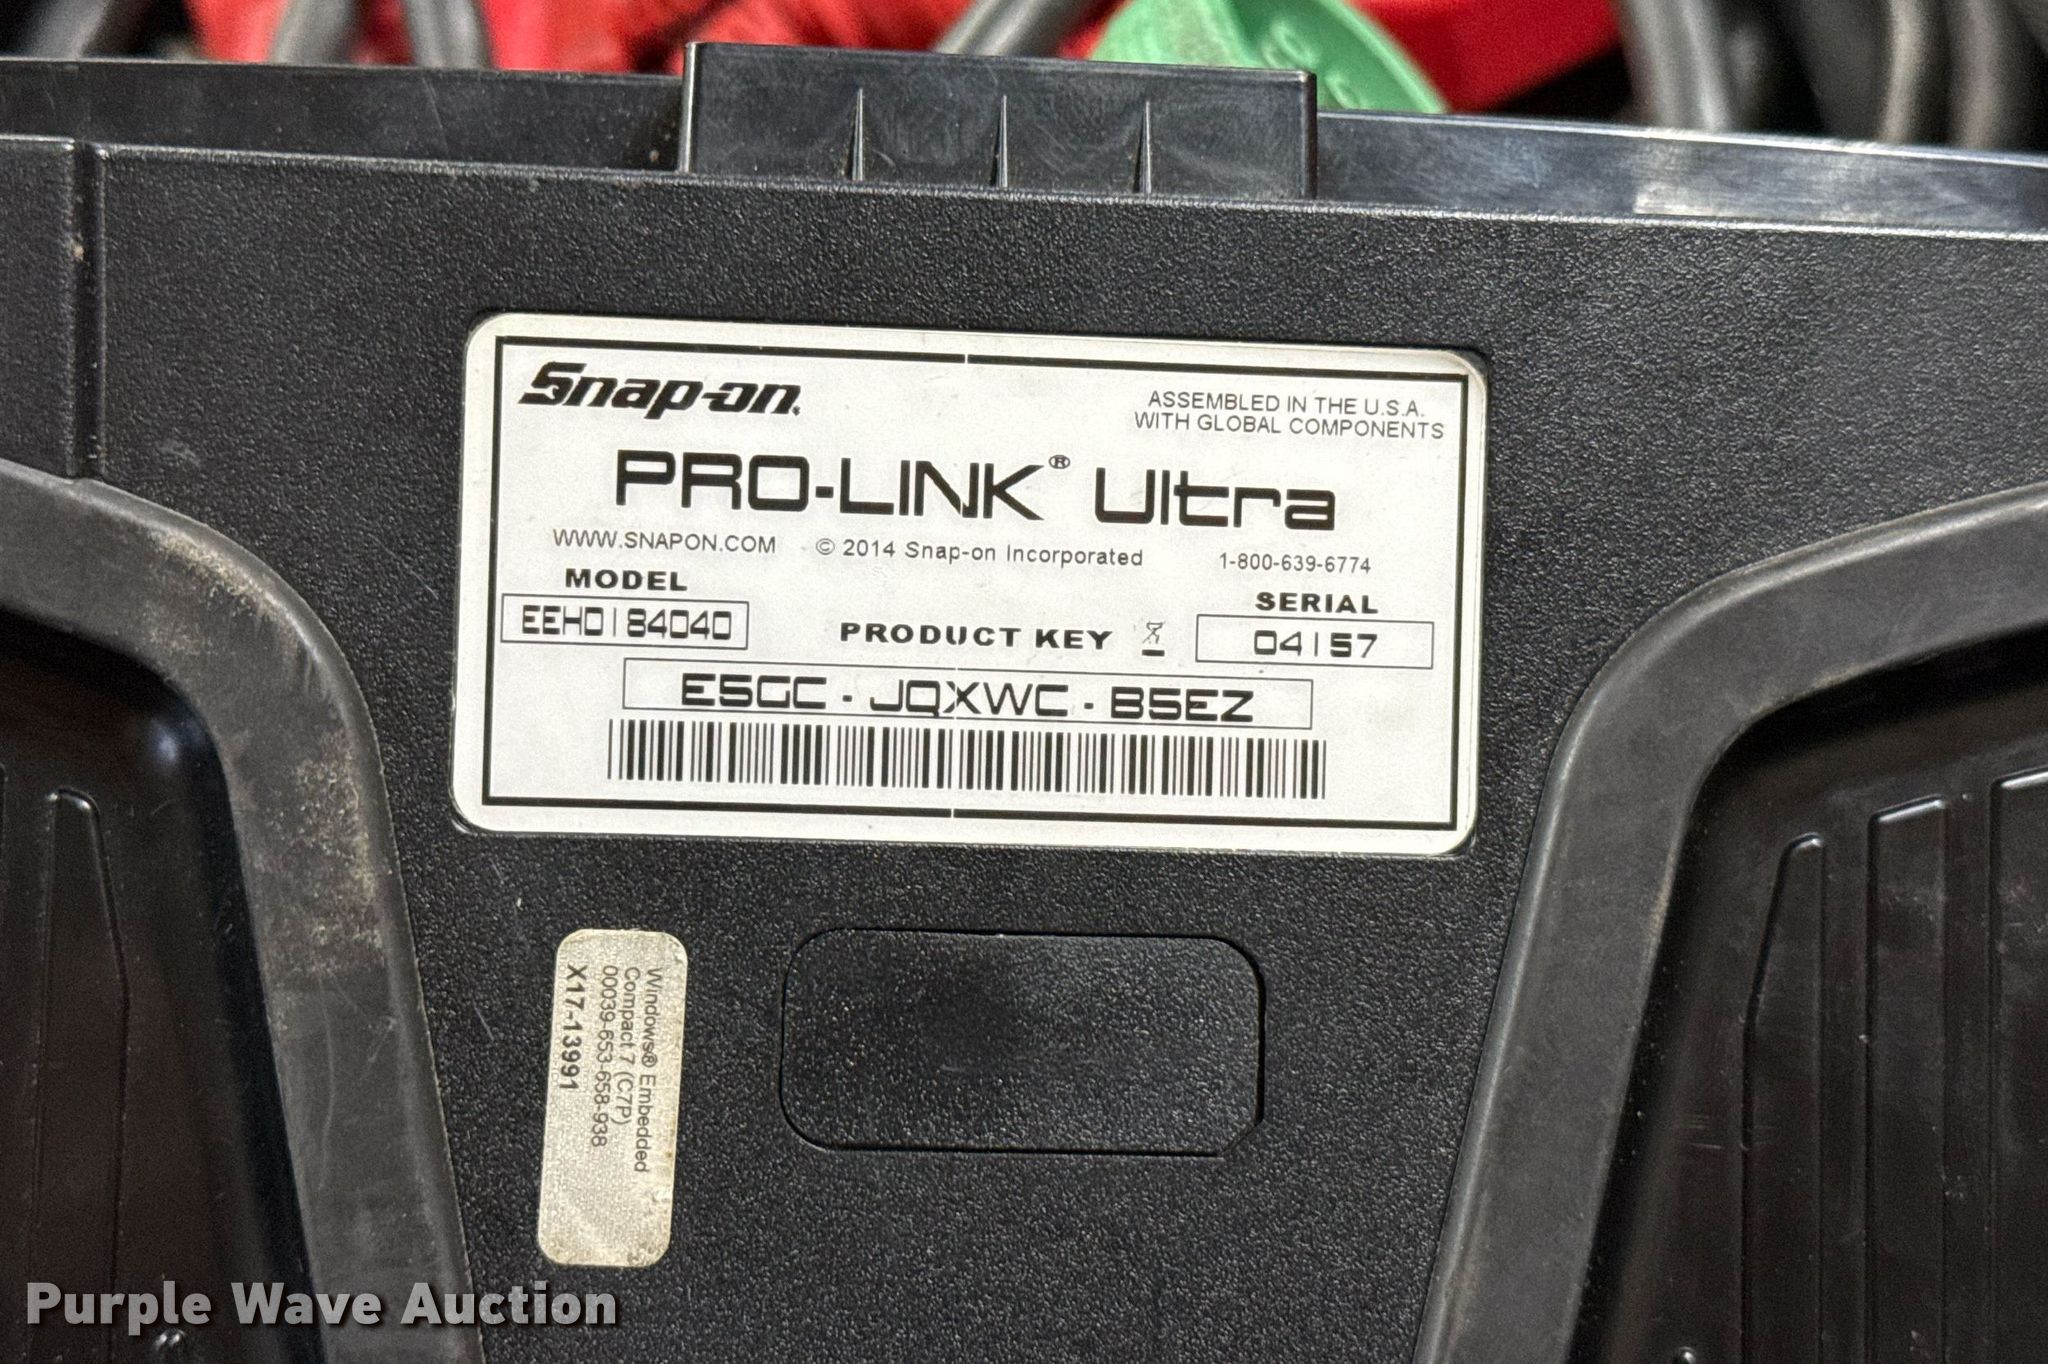 Snap-on
ASSEMBLED IN THE U.S.A.
WITH GLOBAL COMPONENTS
PRO-LINK® Ultra
WWW.SNAPON.COM © 2014 Snap-on Incorporated 1-800-639-6774
MODEL
EEHD184040
PRODUCT KEY
SERIAL
04157
E5GC - JQXWC - B5EZ
Windows® Embedded
Compact 7 (C7P)
00039-653-658-938
X17-13991
Purple Wave Auction